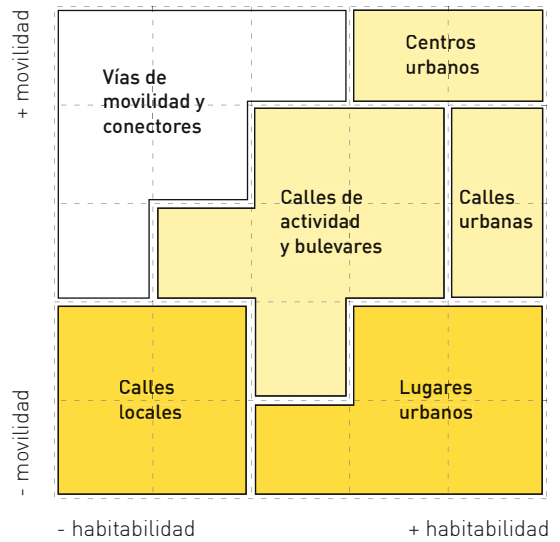 + movilidad
Vías de
movilidad y
conectores
Centros
urbanos
Calles de
actividad
y bulevares
Calles
urbanas
Calles
locales
Lugares
urbanos
- movilidad
- habitabilidad
+ habitabilidad